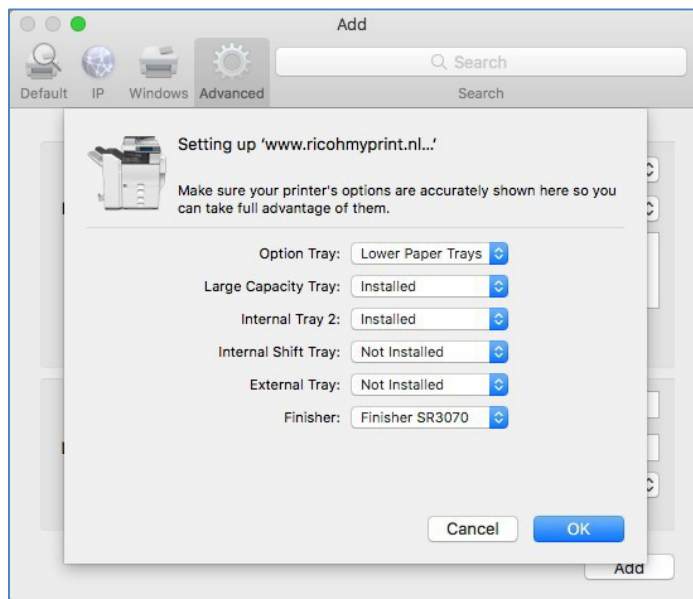 Add
Search
Default IP Windows Advanced Search
Setting up 'www.ricohmyprint.nl...'
Make sure your printer's options are accurately shown here so you
can take full advantage of them.
Option Tray: Lower Paper Trays
Large Capacity Tray: Installed
Internal Tray 2: Installed
Internal Shift Tray: Not Installed
External Tray: Not Installed
Finisher: Finisher SR3070
Cancel OK
Add